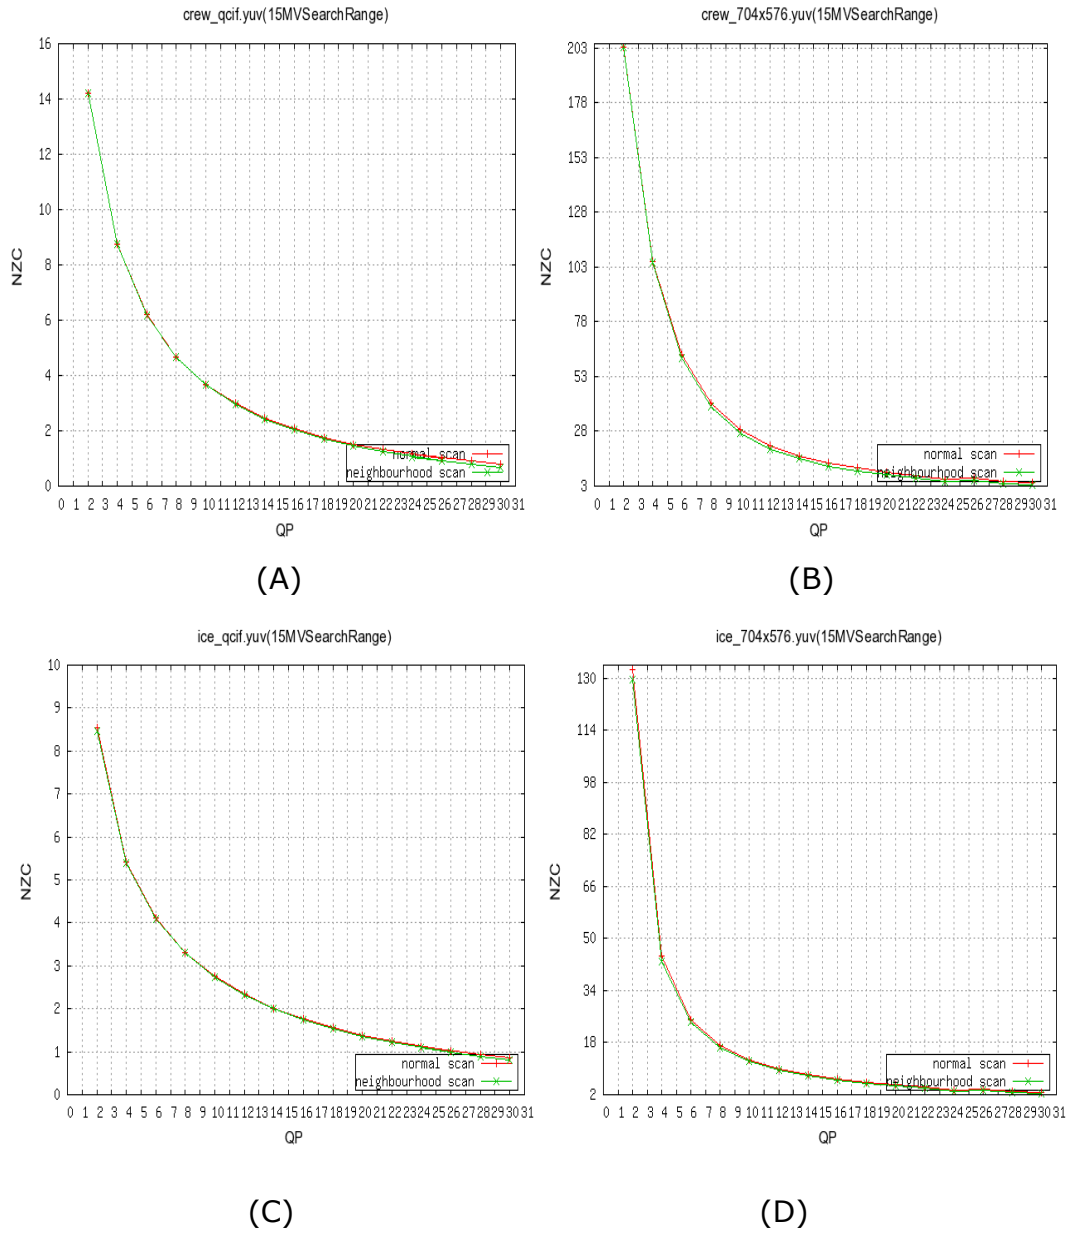 crew_qcif.yuv(15MVSearchRange)
16
14
12
10
8
6
4
2
0
NZC
normal scan
neighbourhood scan
0 1 2 3 4 5 6 7 8 9 10 11 12 13 14 15 16 17 18 19 20 21 22 23 24 25 26 27 28 29 30 31
QP
(A)
crew_704x576.yuv(15MVSearchRange)
203
178
153
128
103
78
53
28
3
NZC
normal scan
neighbourhood scan
0 1 2 3 4 5 6 7 8 9 10 11 12 13 14 15 16 17 18 19 20 21 22 23 24 25 26 27 28 29 30 31
QP
(B)
ice_qcif.yuv(15MVSearchRange)
10
9
8
7
6
5
4
3
2
1
0
NZC
normal scan
neighbourhood scan
0 1 2 3 4 5 6 7 8 9 10 11 12 13 14 15 16 17 18 19 20 21 22 23 24 25 26 27 28 29 30 31
QP
(C)
ice_704x576.yuv(15MVSearchRange)
130
114
98
82
66
50
34
18
2
NZC
normal scan
neighbourhood scan
0 1 2 3 4 5 6 7 8 9 10 11 12 13 14 15 16 17 18 19 20 21 22 23 24 25 26 27 28 29 30 31
QP
(D)